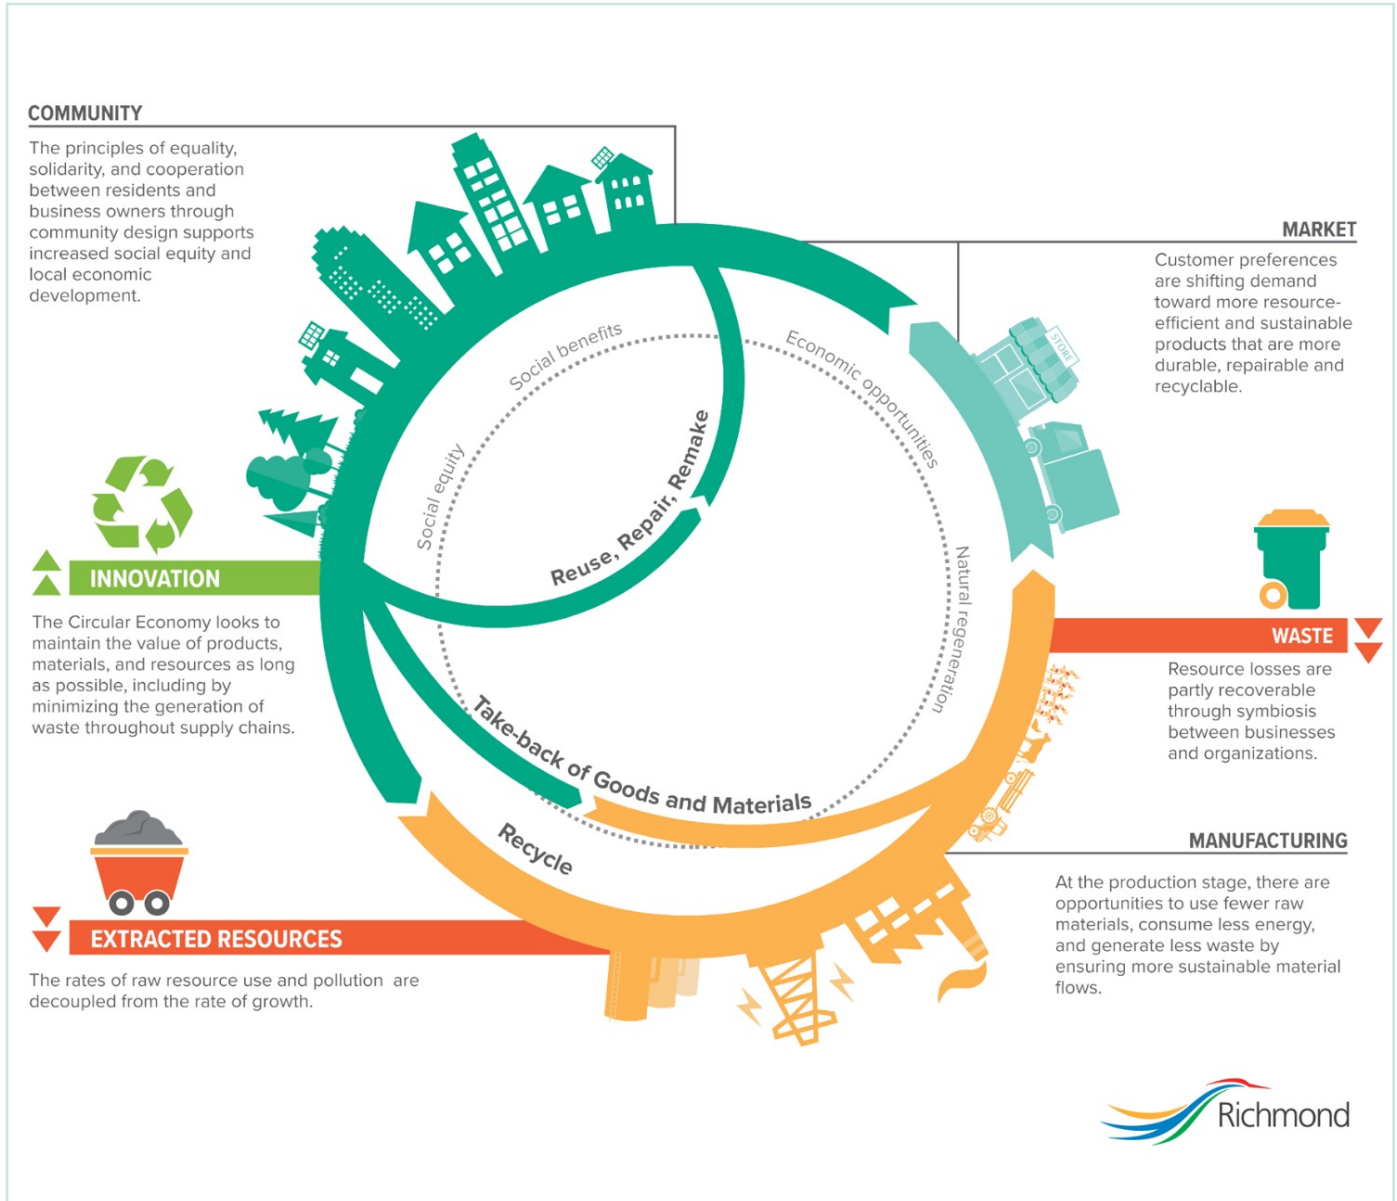 COMMUNITY
The principles of equality,
solidarity, and cooperation
between residents and
business owners through
community design supports
increased social equity and
local economic
development.
MARKET
Customer preferences
are shifting demand
toward more resource-
efficient and sustainable
products that are more
durable, repairable and
recyclable.
STORE
Social benefits
Economic opportunities
Social equity
Natural regeneration
Reuse, Repair, Remake
Take-back of Goods and Materials
Recycle
INNOVATION
The Circular Economy looks to
maintain the value of products,
materials, and resources as long
as possible, including by
minimizing the generation of
waste throughout supply chains.
WASTE
Resource losses are
partly recoverable
through symbiosis
between businesses
and organizations.
EXTRACTED RESOURCES
The rates of raw resource use and pollution are
decoupled from the rate of growth.
MANUFACTURING
At the production stage, there are
opportunities to use fewer raw
materials, consume less energy,
and generate less waste by
ensuring more sustainable material
flows.
Richmond